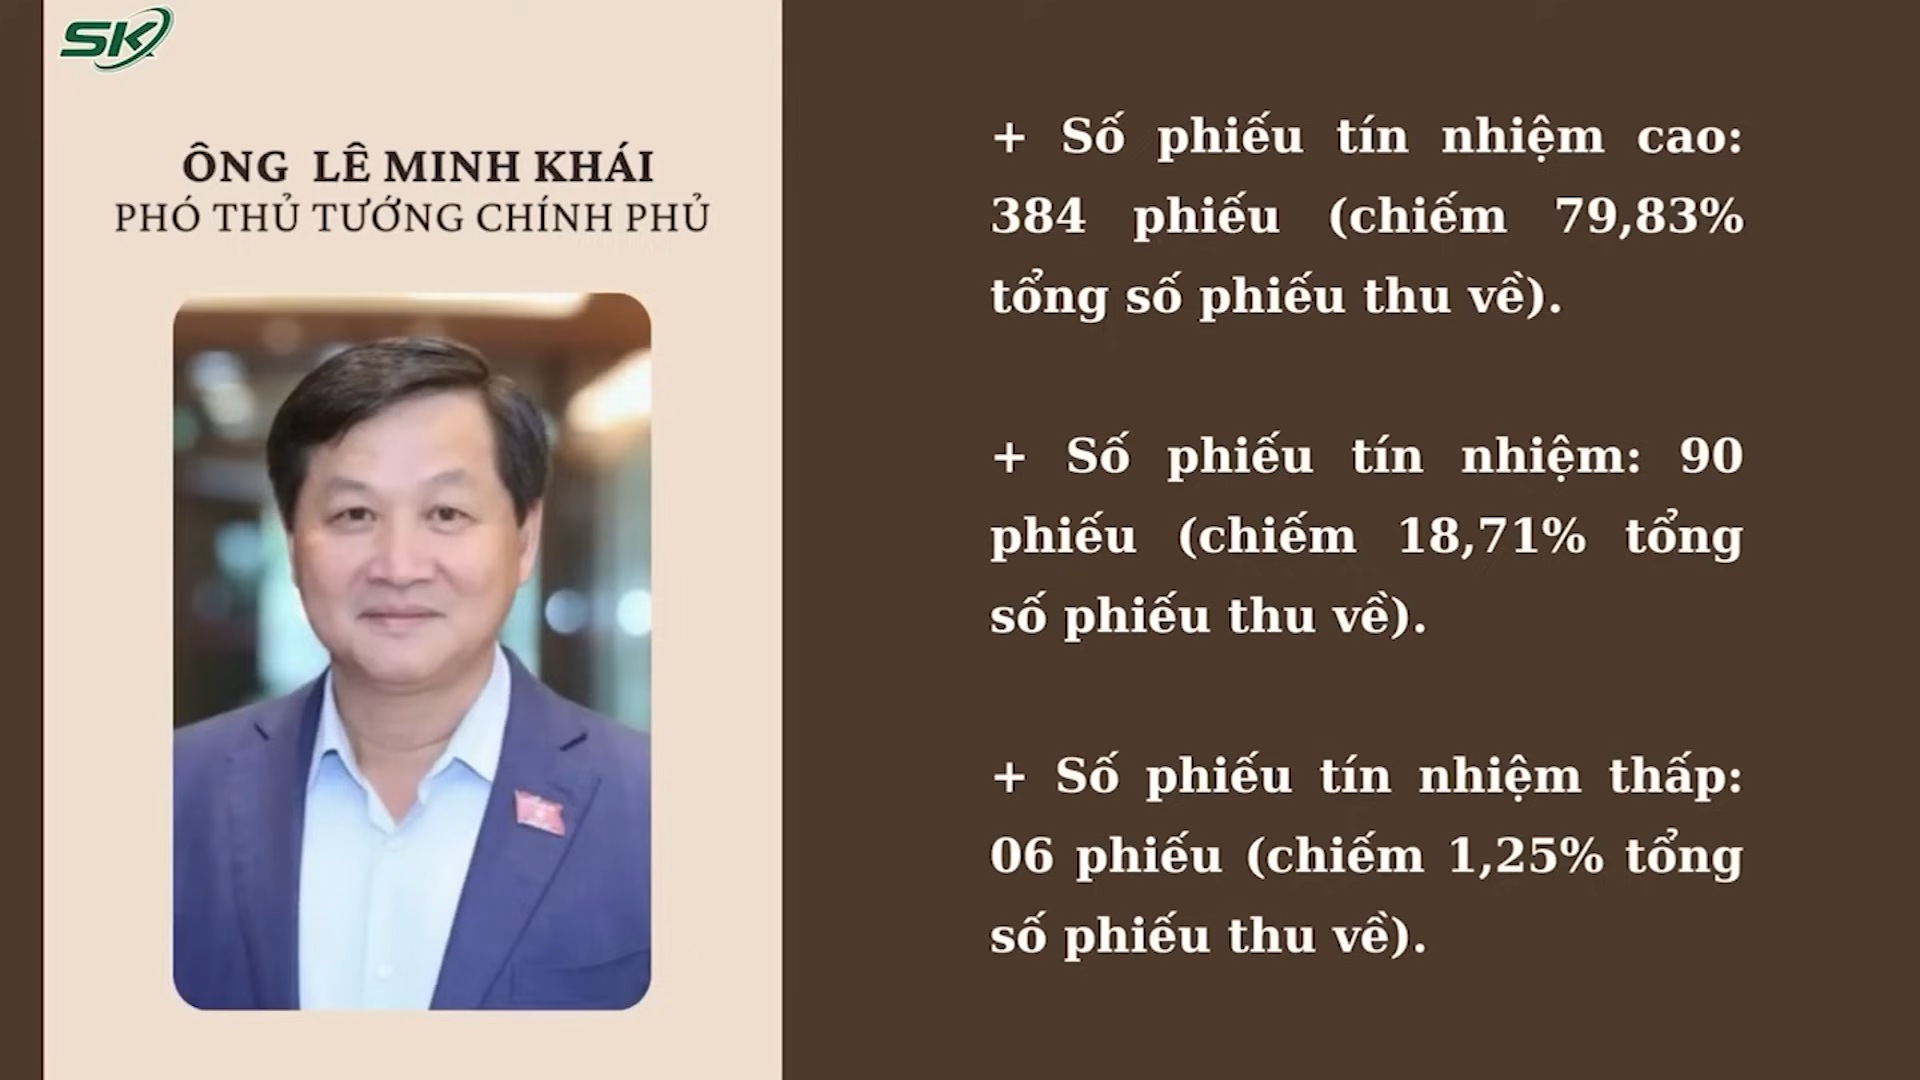 SK
ÔNG LÊ MINH KHÁI
PHÓ THỦ TƯỚNG CHÍNH PHỦ
+ Số phiếu tín nhiệm cao:
384 phiếu (chiếm 79,83%
tổng số phiếu thu về).
+ Số phiếu tín nhiệm: 90
phiếu (chiếm 18,71% tổng
số phiếu thu về).
+ Số phiếu tín nhiệm thấp:
06 phiếu (chiếm 1,25% tổng
số phiếu thu về).